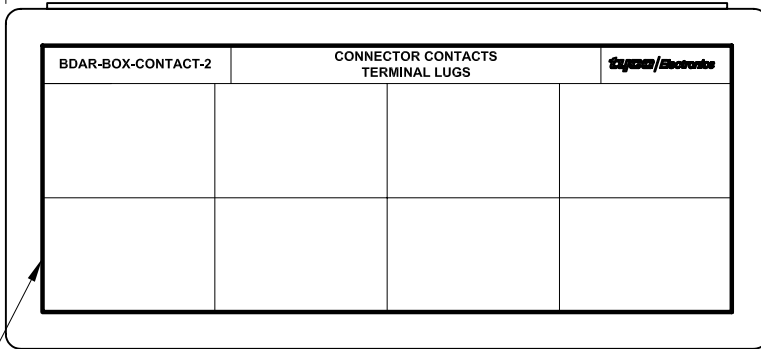 BDAR-BOX-CONTACT-2
CONNECTOR CONTACTS
TERMINAL LUGS
tyco/Electronics